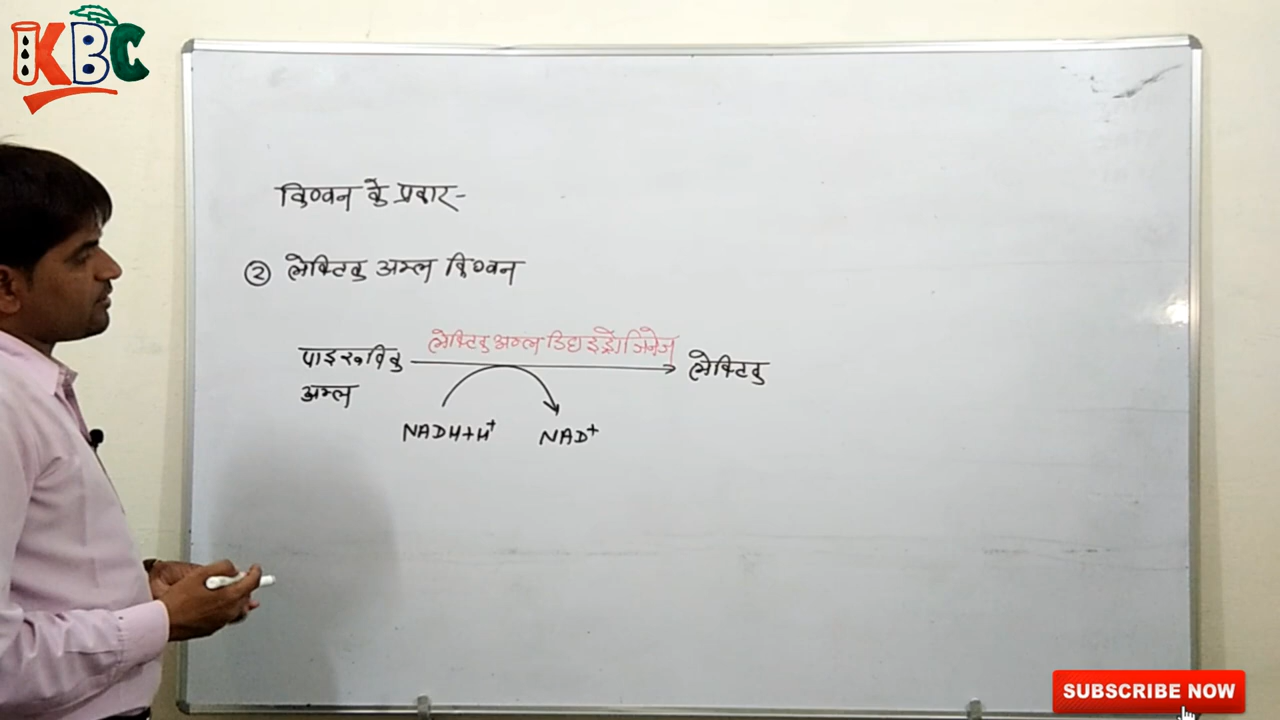 KBC
किण्वन के प्रकार-
② लेक्टिक अम्ल किण्वन
लेक्टिक अम्ल डिहाइड्रोजिनेज
पाइरूविक
अम्ल
लेक्टिक
NADH+H⁺ NAD⁺
SUBSCRIBE NOW